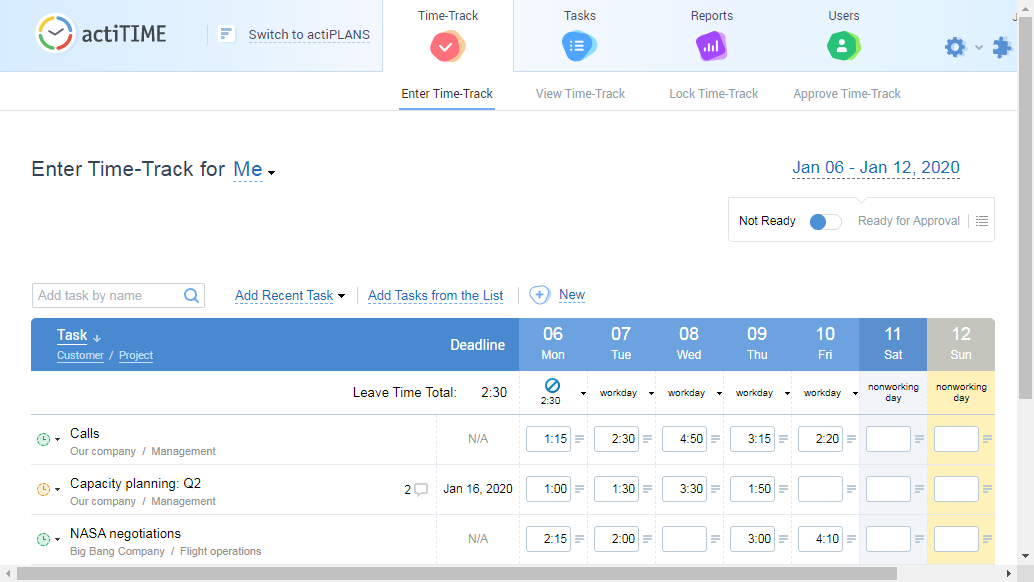 actiTIME
Switch to actiPLANS
Time-Track
Tasks
Reports
Users
Enter Time-Track
View Time-Track
Lock Time-Track
Approve Time-Track
Enter Time-Track for Me
Jan 06 - Jan 12, 2020
Not Ready
Ready for Approval
Add task by name
Add Recent Task
Add Tasks from the List
New
Task
Customer / Project
Deadline
06 07 08 09 10 11 12
Mon Tue Wed Thu Fri Sat Sun
Leave Time Total: 2:30
2:30 workday workday workday workday nonworking day nonworking day
Calls N/A 1:15 2:30 4:50 3:15 2:20
Our company / Management
Capacity planning: Q2 2 Jan 16, 2020 1:00 1:30 3:30 1:50
Our company / Management
NASA negotiations N/A 2:15 2:00 3:00 4:10
Big Bang Company / Flight operations